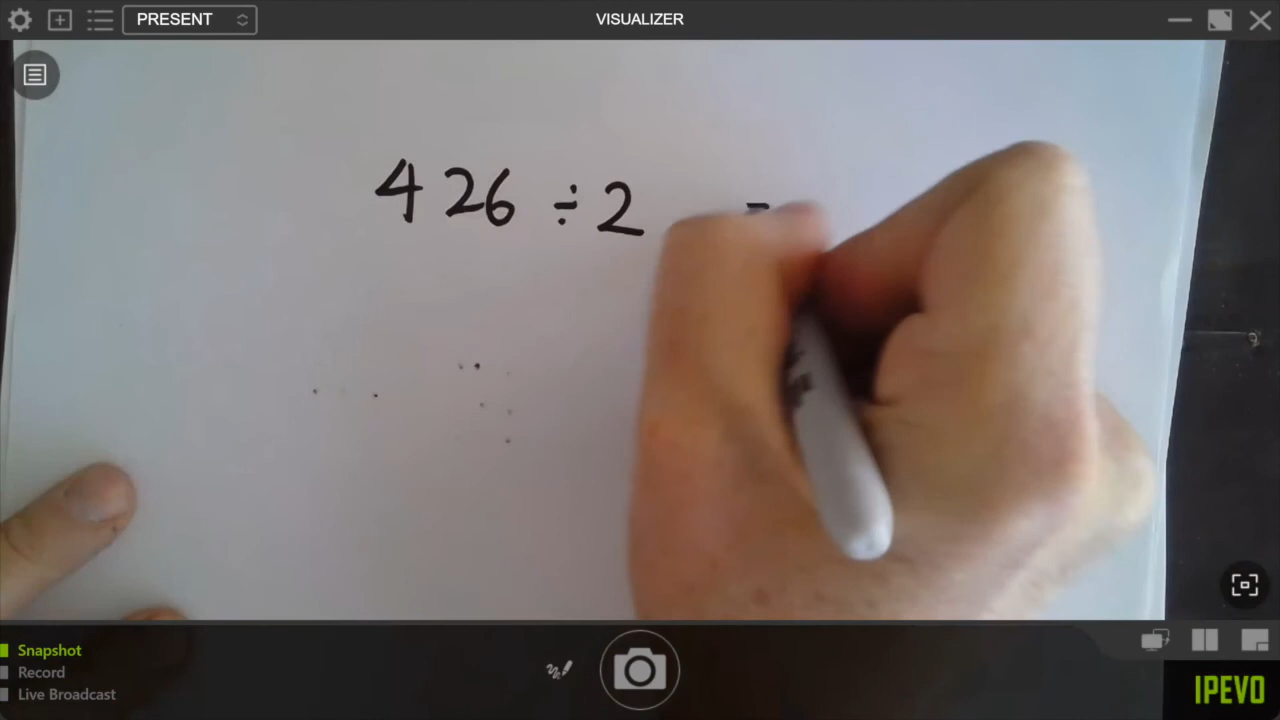 PRESENT
VISUALIZER
426 ÷ 2 =
Snapshot
Record
Live Broadcast
IPEVO